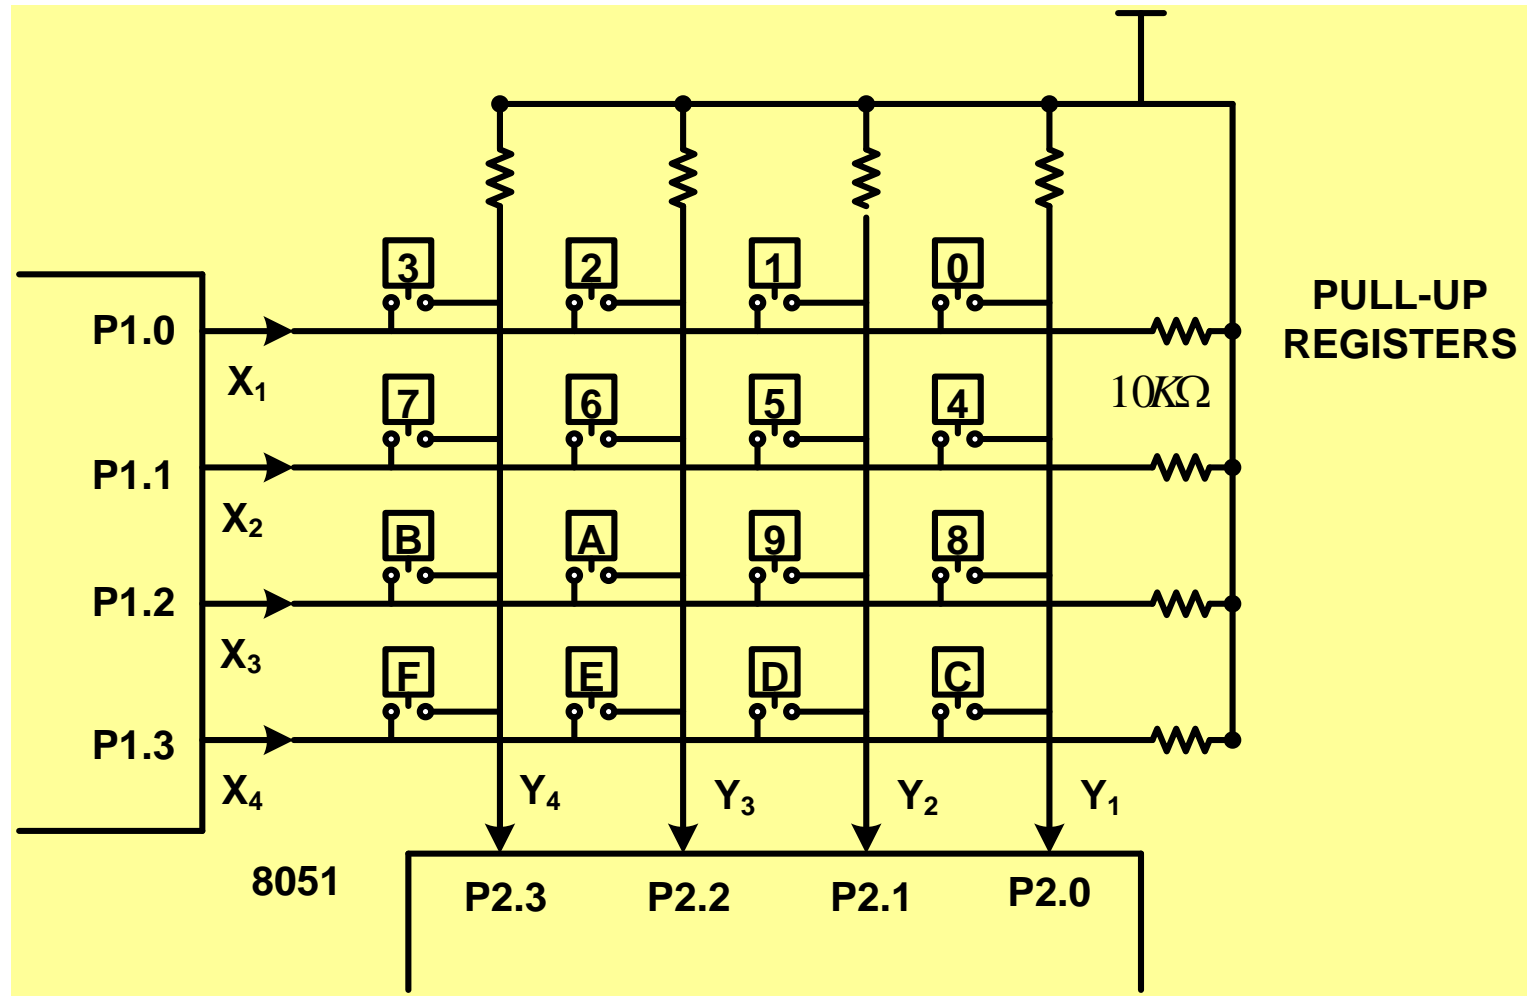 3 2 1 0
PULL-UP
REGISTERS
P1.0
X₁
10KΩ
7 6 5 4
P1.1
X₂
B A 9 8
P1.2
X₃
F E D C
P1.3
X₄
Y₄ Y₃ Y₂ Y₁
8051
P2.3 P2.2 P2.1 P2.0